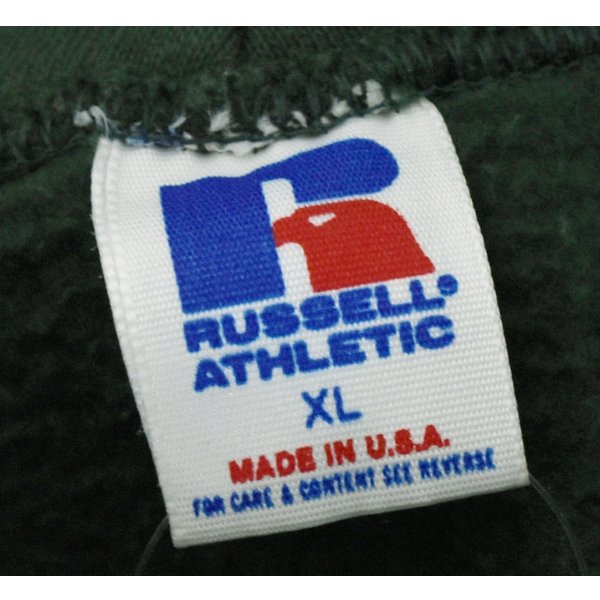 RUSSELL®
ATHLETIC
XL
MADE IN U.S.A.
FOR CARE & CONTENT SEE REVERSE